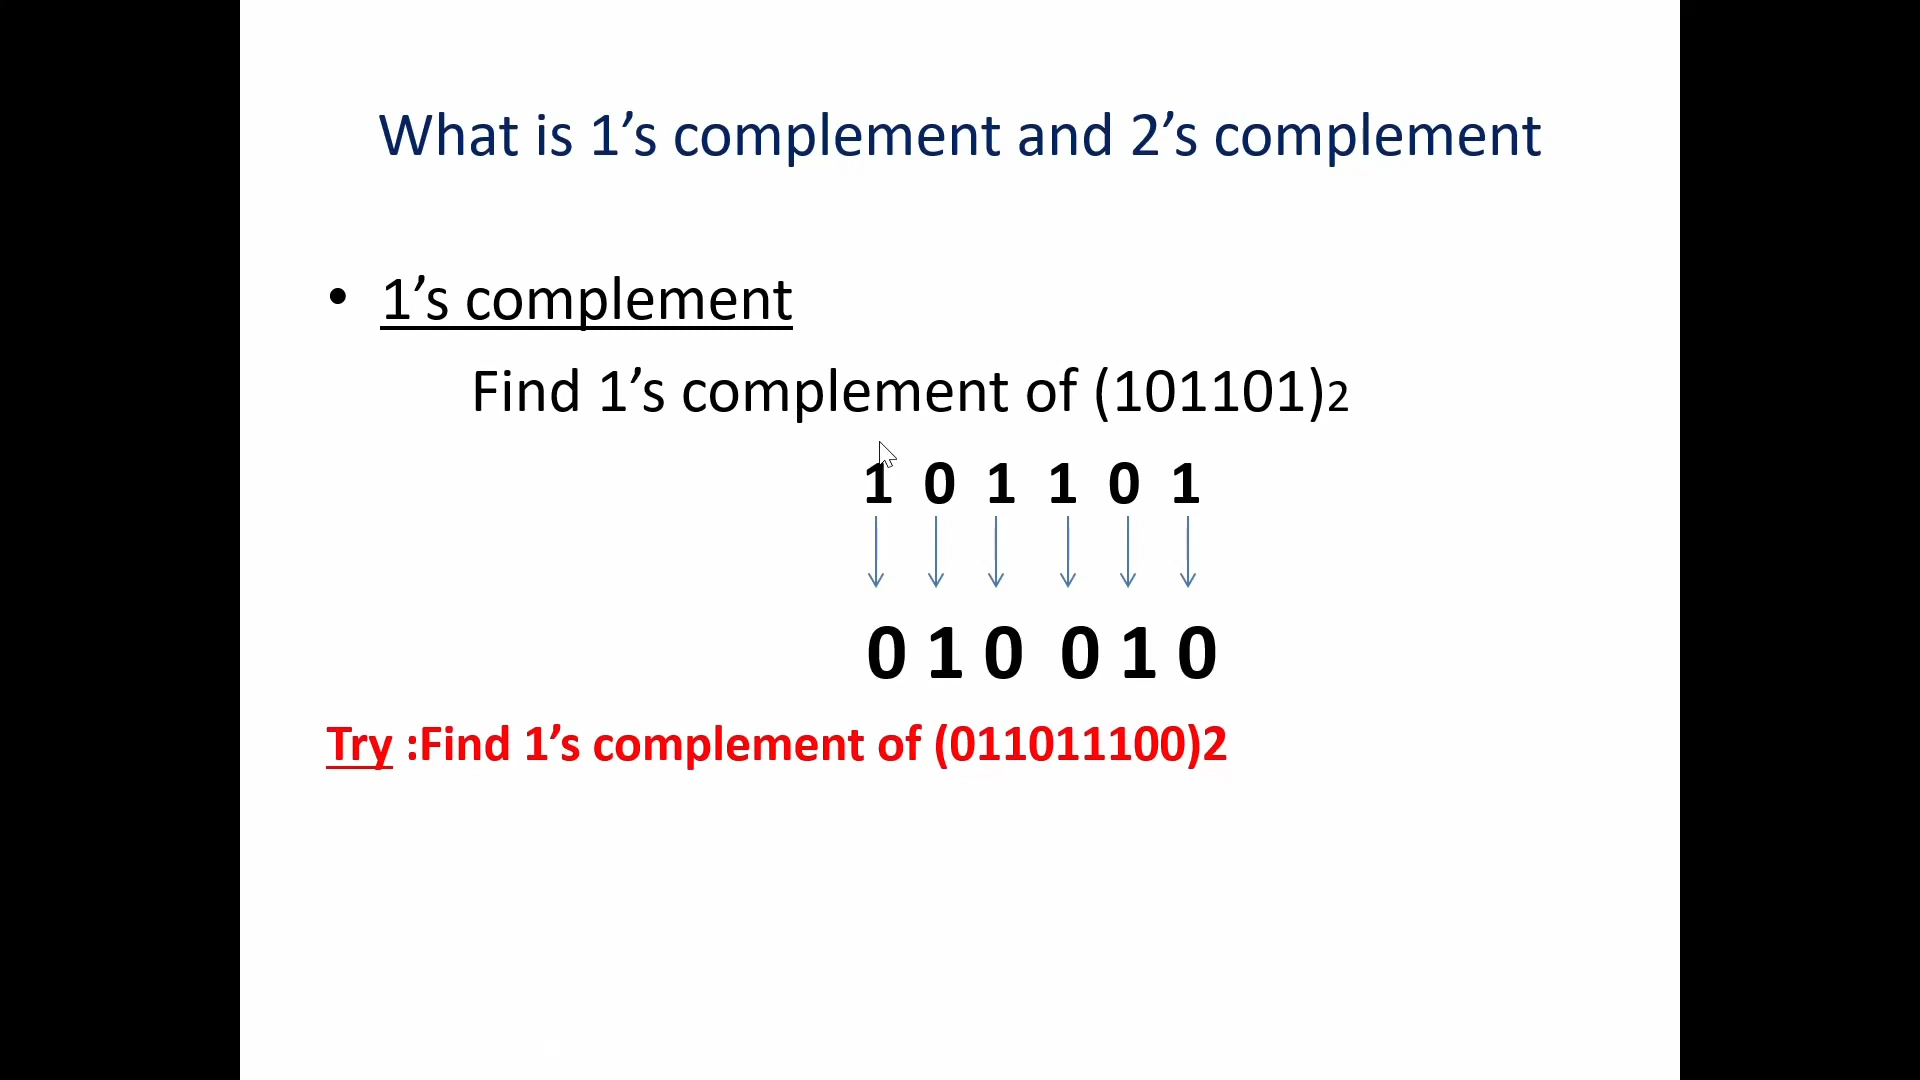 What is 1’s complement and 2’s complement
• 1’s complement
Find 1’s complement of (101101)2
1 0 1 1 0 1
0 1 0 0 1 0
Try :Find 1’s complement of (011011100)2